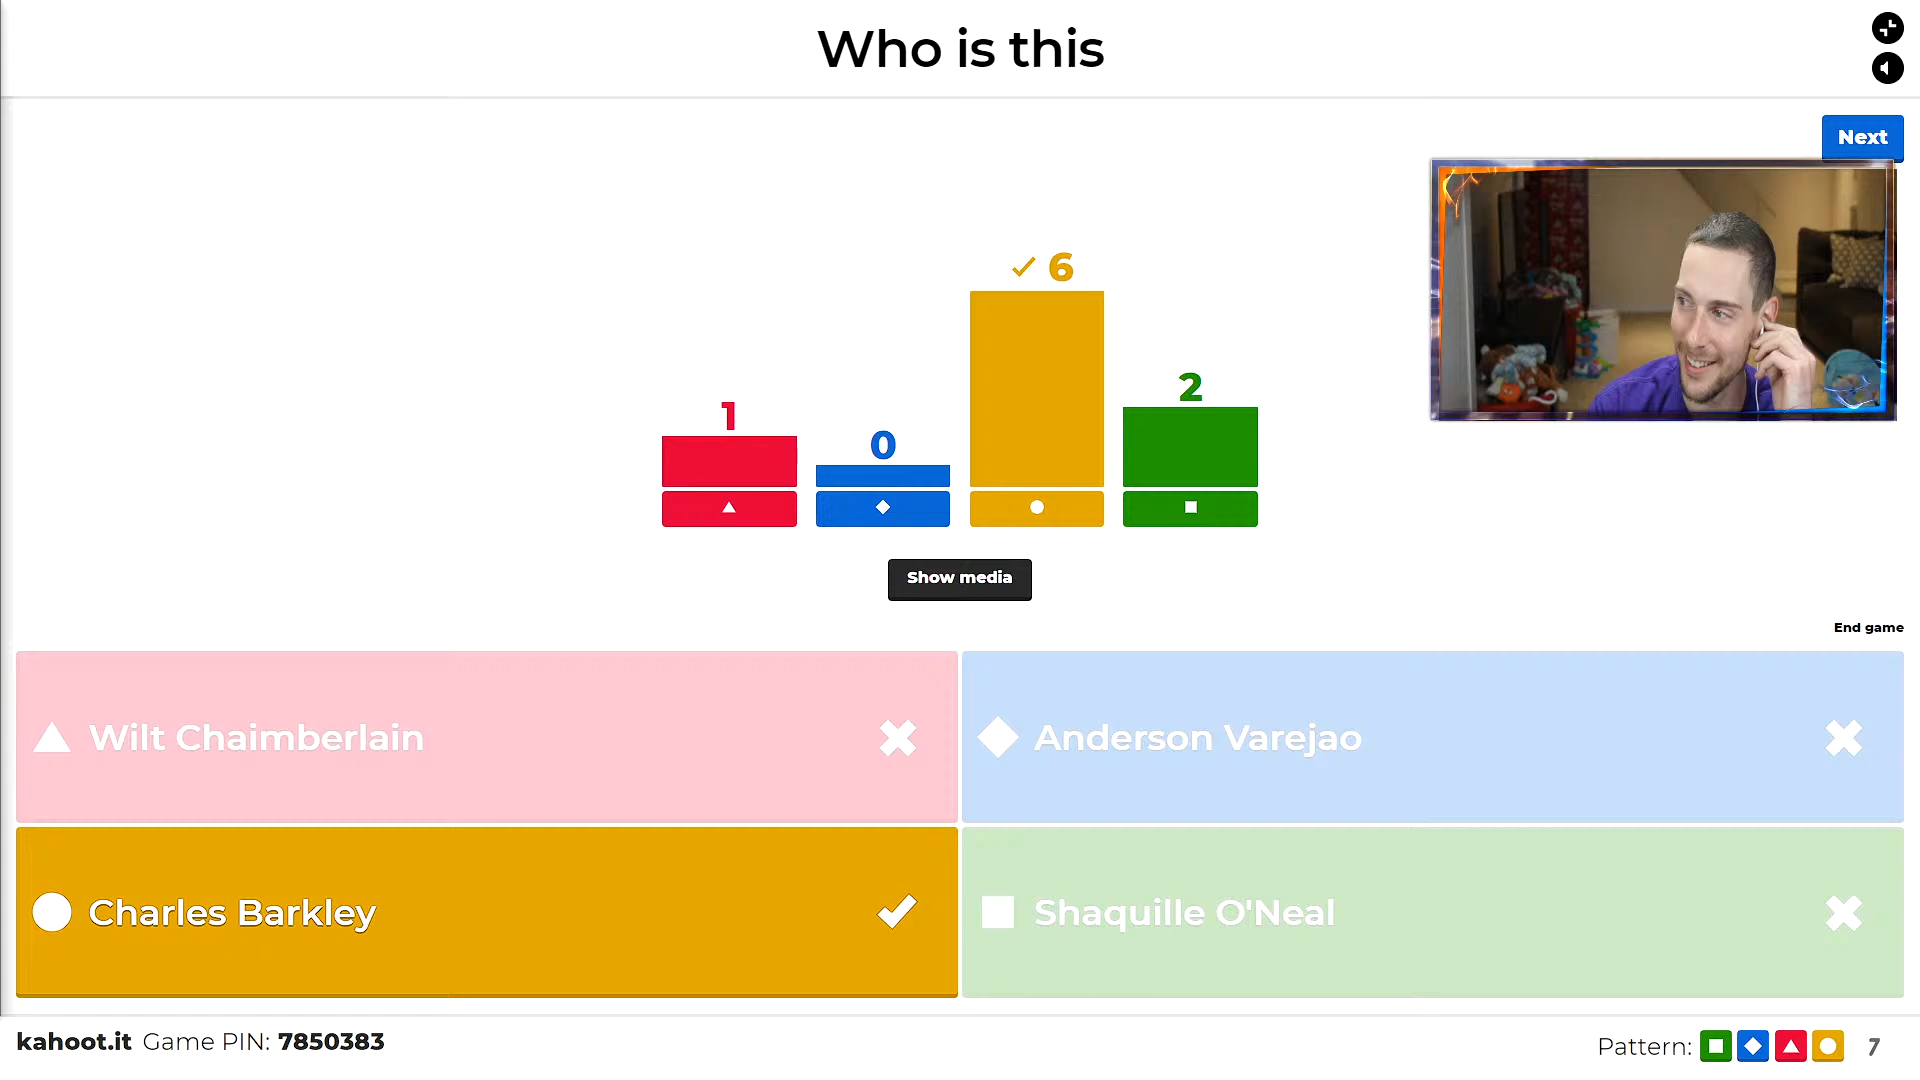 Who is this
Next
1
0
6
2
Show media
End game
Wilt Chaimberlain
Anderson Varejao
Charles Barkley
Shaquille O'Neal
kahoot.it Game PIN: 7850383
Pattern: 7